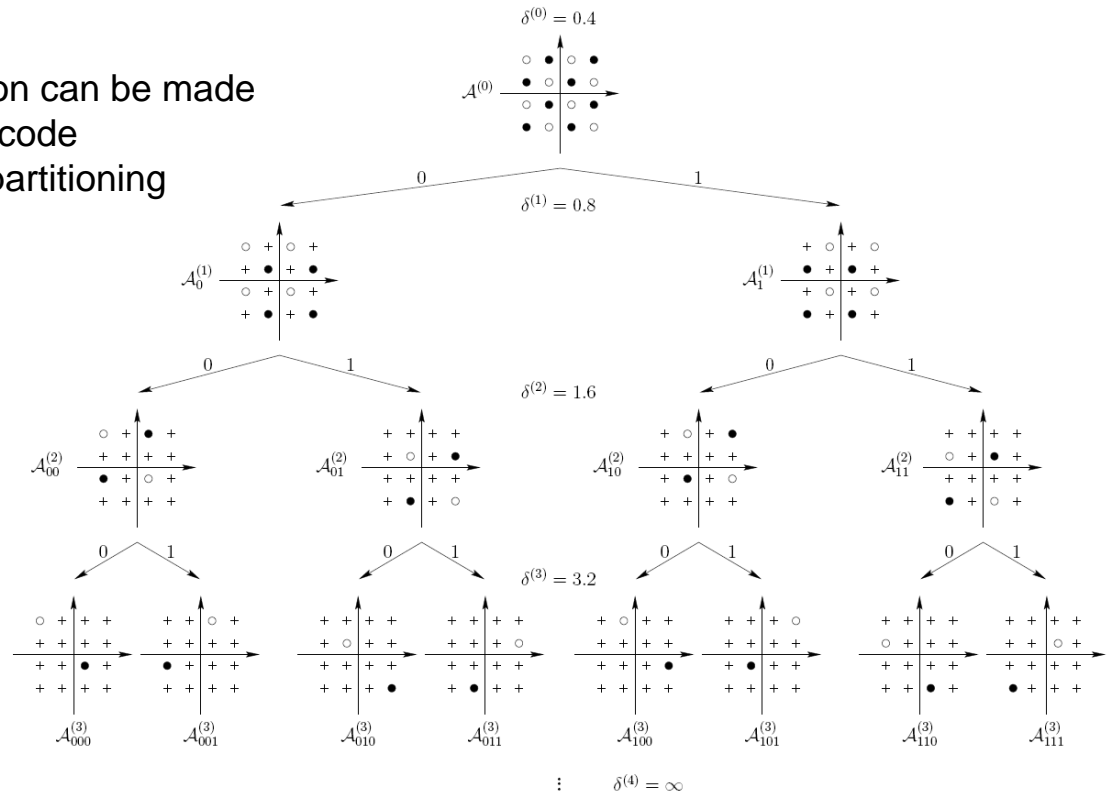 δ^(0) = 0.4
on can be made
code
partitioning
𝒜^(0)
0 1
δ^(1) = 0.8
𝒜_0^(1) 𝒜_1^(1)
0 1 0 1
δ^(2) = 1.6
𝒜_00^(2) 𝒜_01^(2) 𝒜_10^(2) 𝒜_11^(2)
0 1 0 1 0 1 0 1
δ^(3) = 3.2
𝒜_000^(3) 𝒜_001^(3) 𝒜_010^(3) 𝒜_011^(3) 𝒜_100^(3) 𝒜_101^(3) 𝒜_110^(3) 𝒜_111^(3)
⋮ δ^(4) = ∞